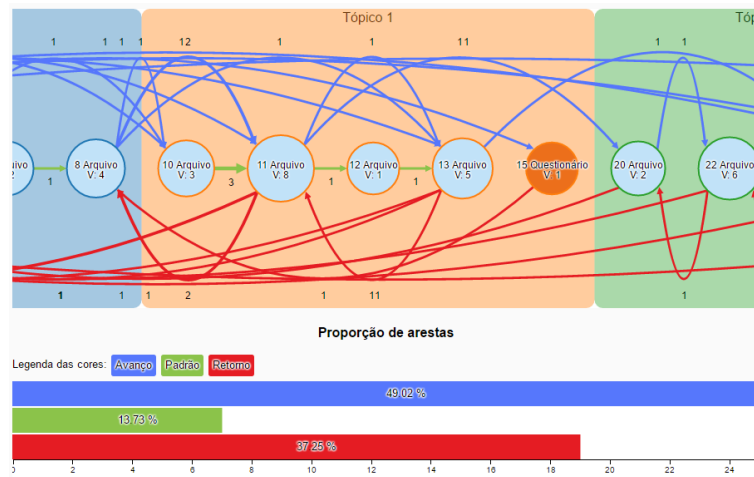 Tópico 1
Tóp
1 1 1 1 12 1 1 11 1 1
ivo
2
8 Arquivo
V: 4
10 Arquivo
V: 3
11 Arquivo
V: 8
12 Arquivo
V: 1
13 Arquivo
V: 5
15 Questionário
V: 1
20 Arquivo
V: 2
22 Arquivo
V: 6
1 3 1 1
1 1 1 2 1 11 1
Proporção de arestas
Legenda das cores: Avanço Padrão Retorno
49.02 %
13.73 %
37.25 %
0 2 4 6 8 10 12 14 16 18 20 22 24